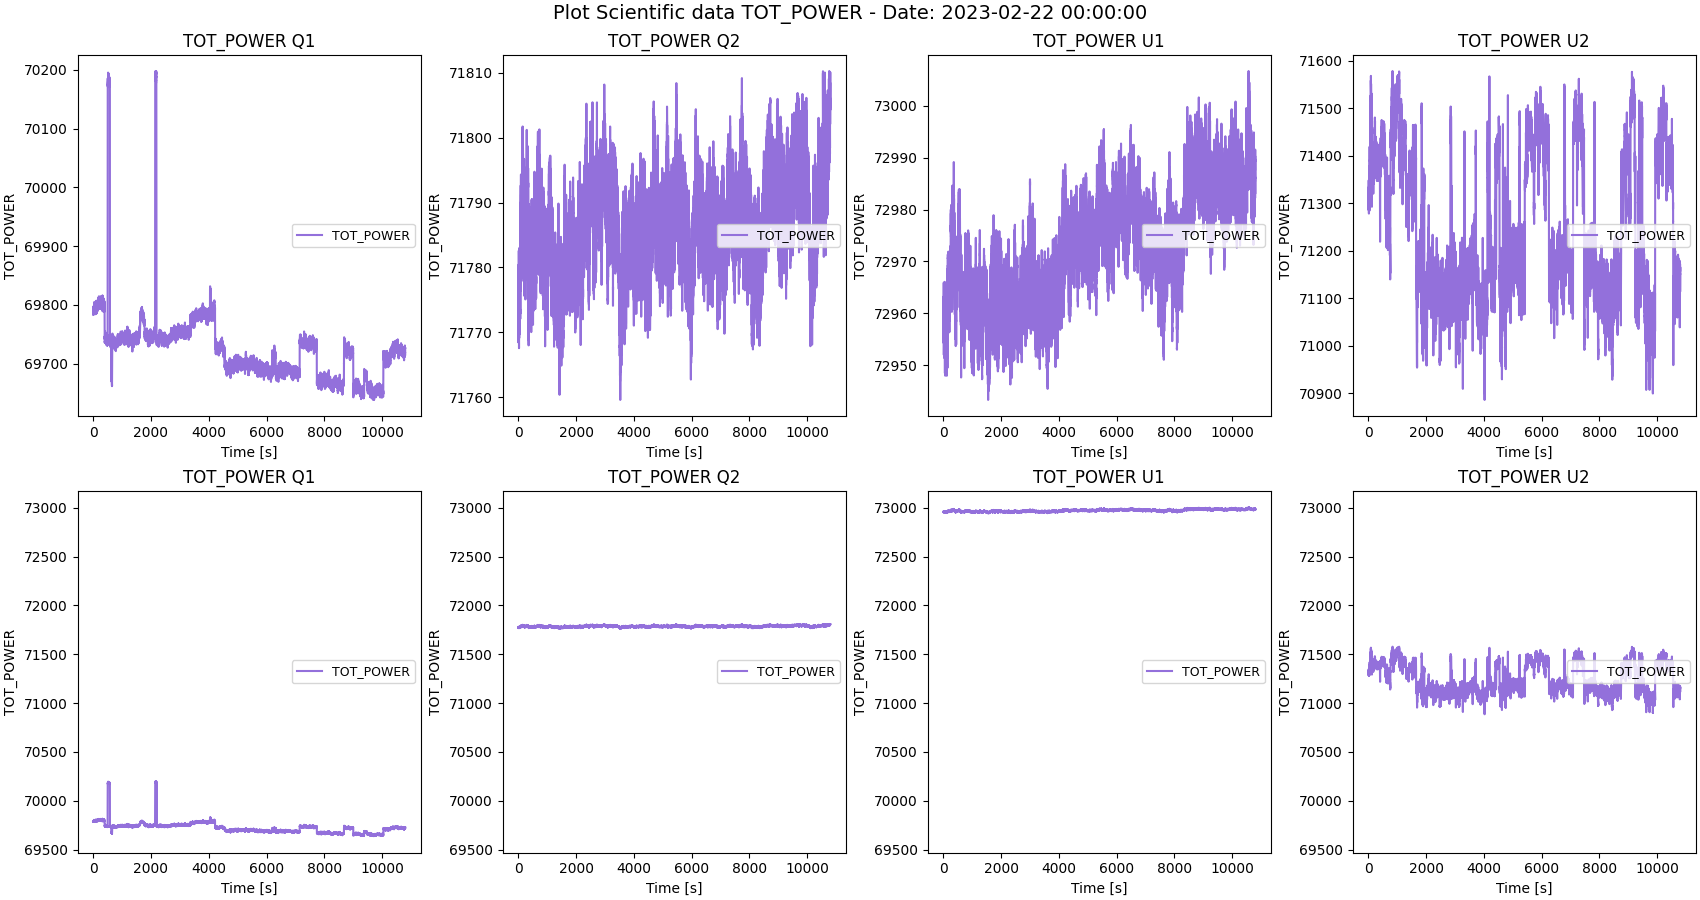 Plot Scientific data TOT_POWER - Date: 2023-02-22 00:00:00
TOT_POWER Q1
TOT_POWER
70200
70100
70000
69900
69800
69700
TOT_POWER
0 2000 4000 6000 8000 10000
Time [s]
TOT_POWER Q2
TOT_POWER
71810
71800
71790
71780
71770
71760
TOT_POWER
0 2000 4000 6000 8000 10000
Time [s]
TOT_POWER U1
TOT_POWER
73000
72990
72980
72970
72960
72950
TOT_POWER
0 2000 4000 6000 8000 10000
Time [s]
TOT_POWER U2
TOT_POWER
71600
71500
71400
71300
71200
71100
71000
70900
TOT_POWER
0 2000 4000 6000 8000 10000
Time [s]
TOT_POWER Q1
TOT_POWER
73000
72500
72000
71500
71000
70500
70000
69500
TOT_POWER
0 2000 4000 6000 8000 10000
Time [s]
TOT_POWER Q2
TOT_POWER
73000
72500
72000
71500
71000
70500
70000
69500
TOT_POWER
0 2000 4000 6000 8000 10000
Time [s]
TOT_POWER U1
TOT_POWER
73000
72500
72000
71500
71000
70500
70000
69500
TOT_POWER
0 2000 4000 6000 8000 10000
Time [s]
TOT_POWER U2
TOT_POWER
73000
72500
72000
71500
71000
70500
70000
69500
TOT_POWER
0 2000 4000 6000 8000 10000
Time [s]